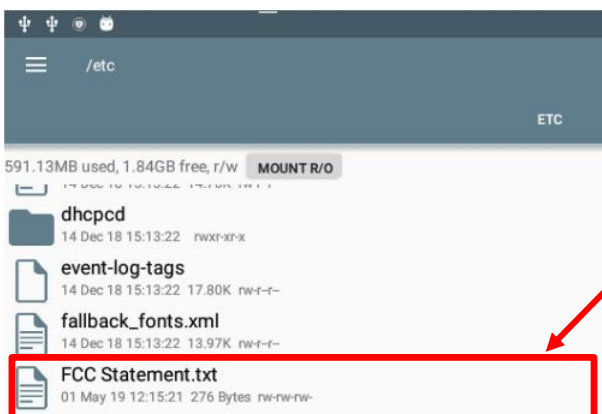 /etc
ETC
591.13MB used, 1.84GB free, r/w MOUNT R/O
dhcpcd
14 Dec 18 15:13:22 rwxr-xr-x
event-log-tags
14 Dec 18 15:13:22 17.80K rw-r--r--
fallback_fonts.xml
14 Dec 18 15:13:22 13.97K rw-r--r--
FCC Statement.txt
01 May 19 12:15:21 276 Bytes rw-rw-rw-